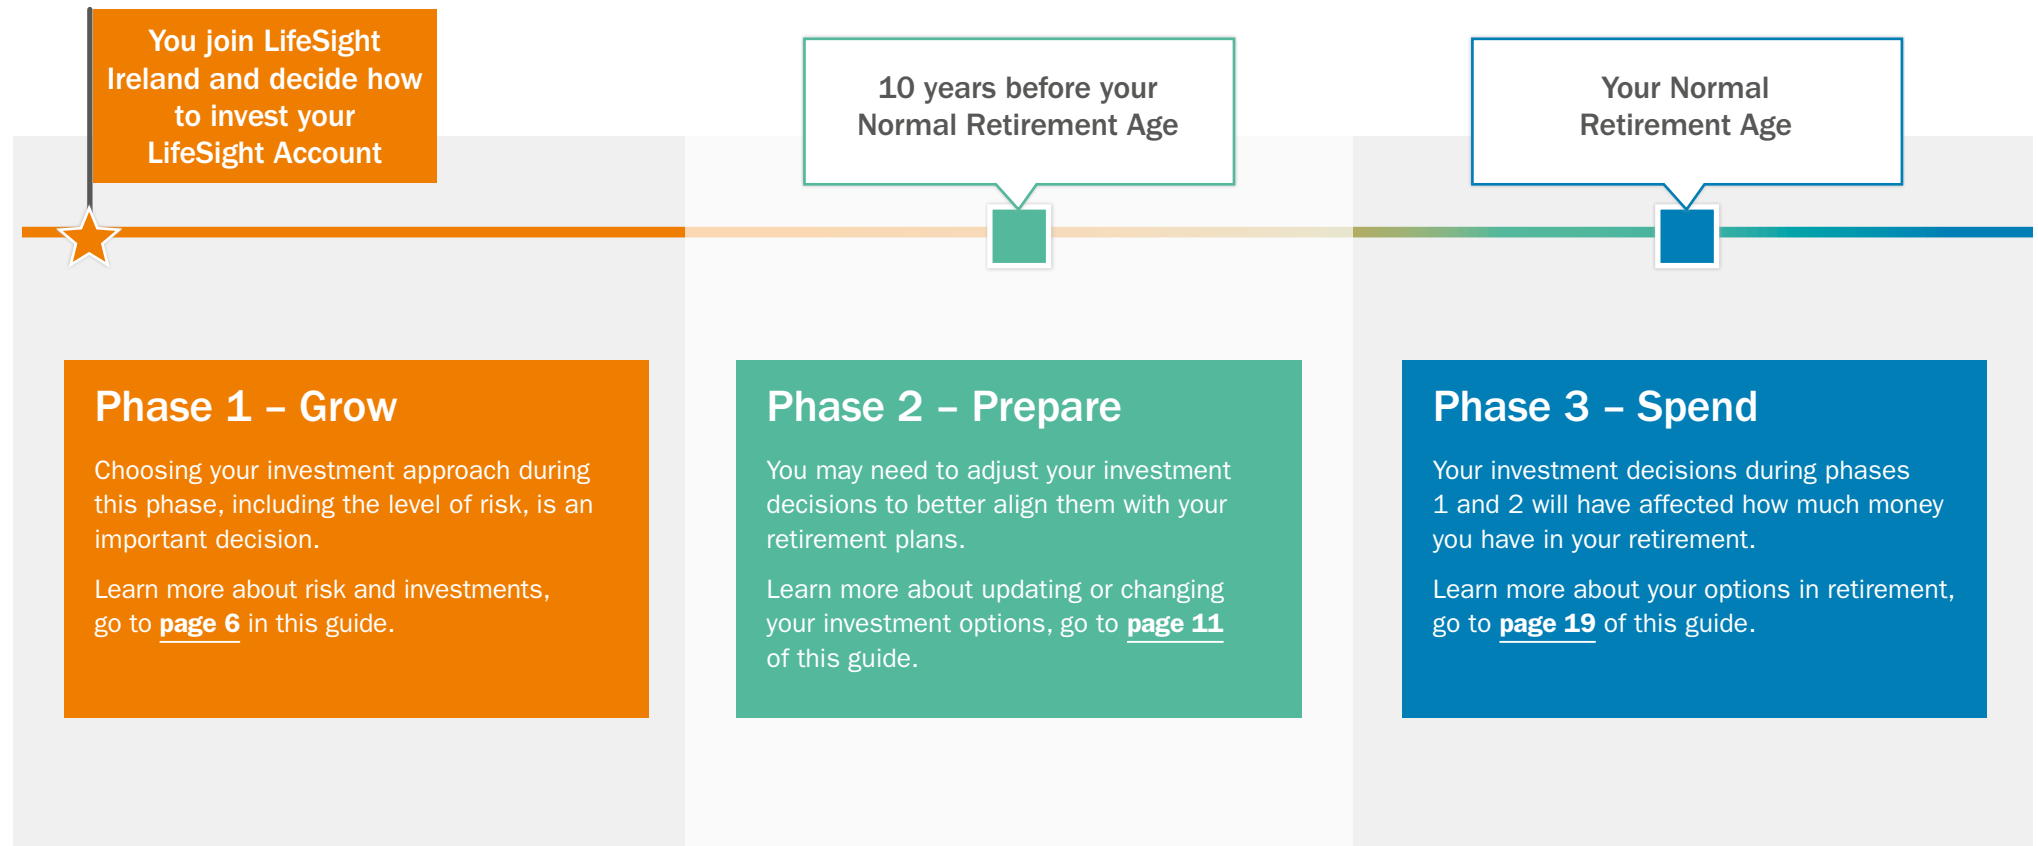 You join LifeSight
Ireland and decide how
to invest your
LifeSight Account
10 years before your
Normal Retirement Age
Your Normal
Retirement Age
Phase 1 – Grow
Choosing your investment approach during
this phase, including the level of risk, is an
important decision.
Learn more about risk and investments,
go to page 6 in this guide.
Phase 2 – Prepare
You may need to adjust your investment
decisions to better align them with your
retirement plans.
Learn more about updating or changing
your investment options, go to page 11
of this guide.
Phase 3 – Spend
Your investment decisions during phases
1 and 2 will have affected how much money
you have in your retirement.
Learn more about your options in retirement,
go to page 19 of this guide.